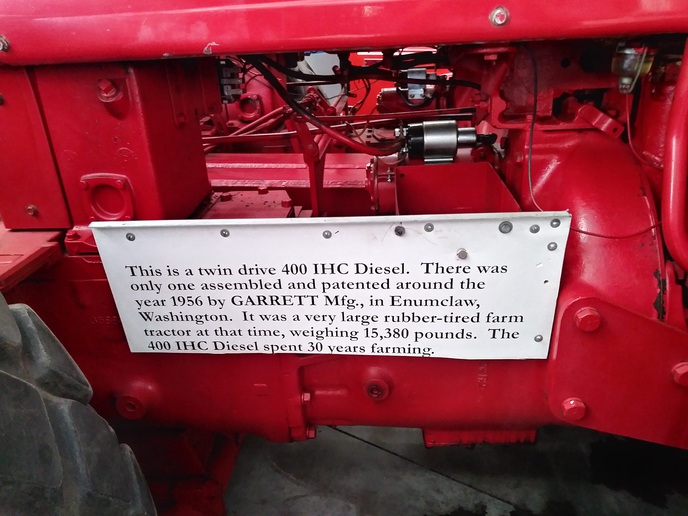 This is a twin drive 400 IHC Diesel. There was
only one assembled and patented around the
year 1956 by GARRETT Mfg., in Enumclaw,
Washington. It was a very large rubber-tired farm
tractor at that time, weighing 15,380 pounds. The
400 IHC Diesel spent 30 years farming.